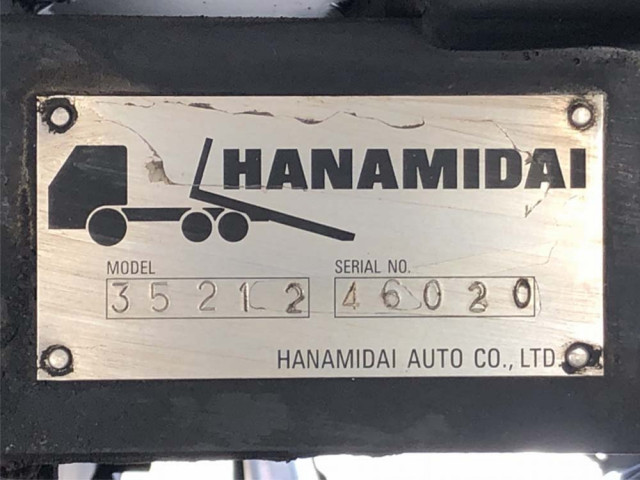 HANAMIDAI
MODEL
35212
SERIAL NO.
46020
HANAMIDAI AUTO CO., LTD.